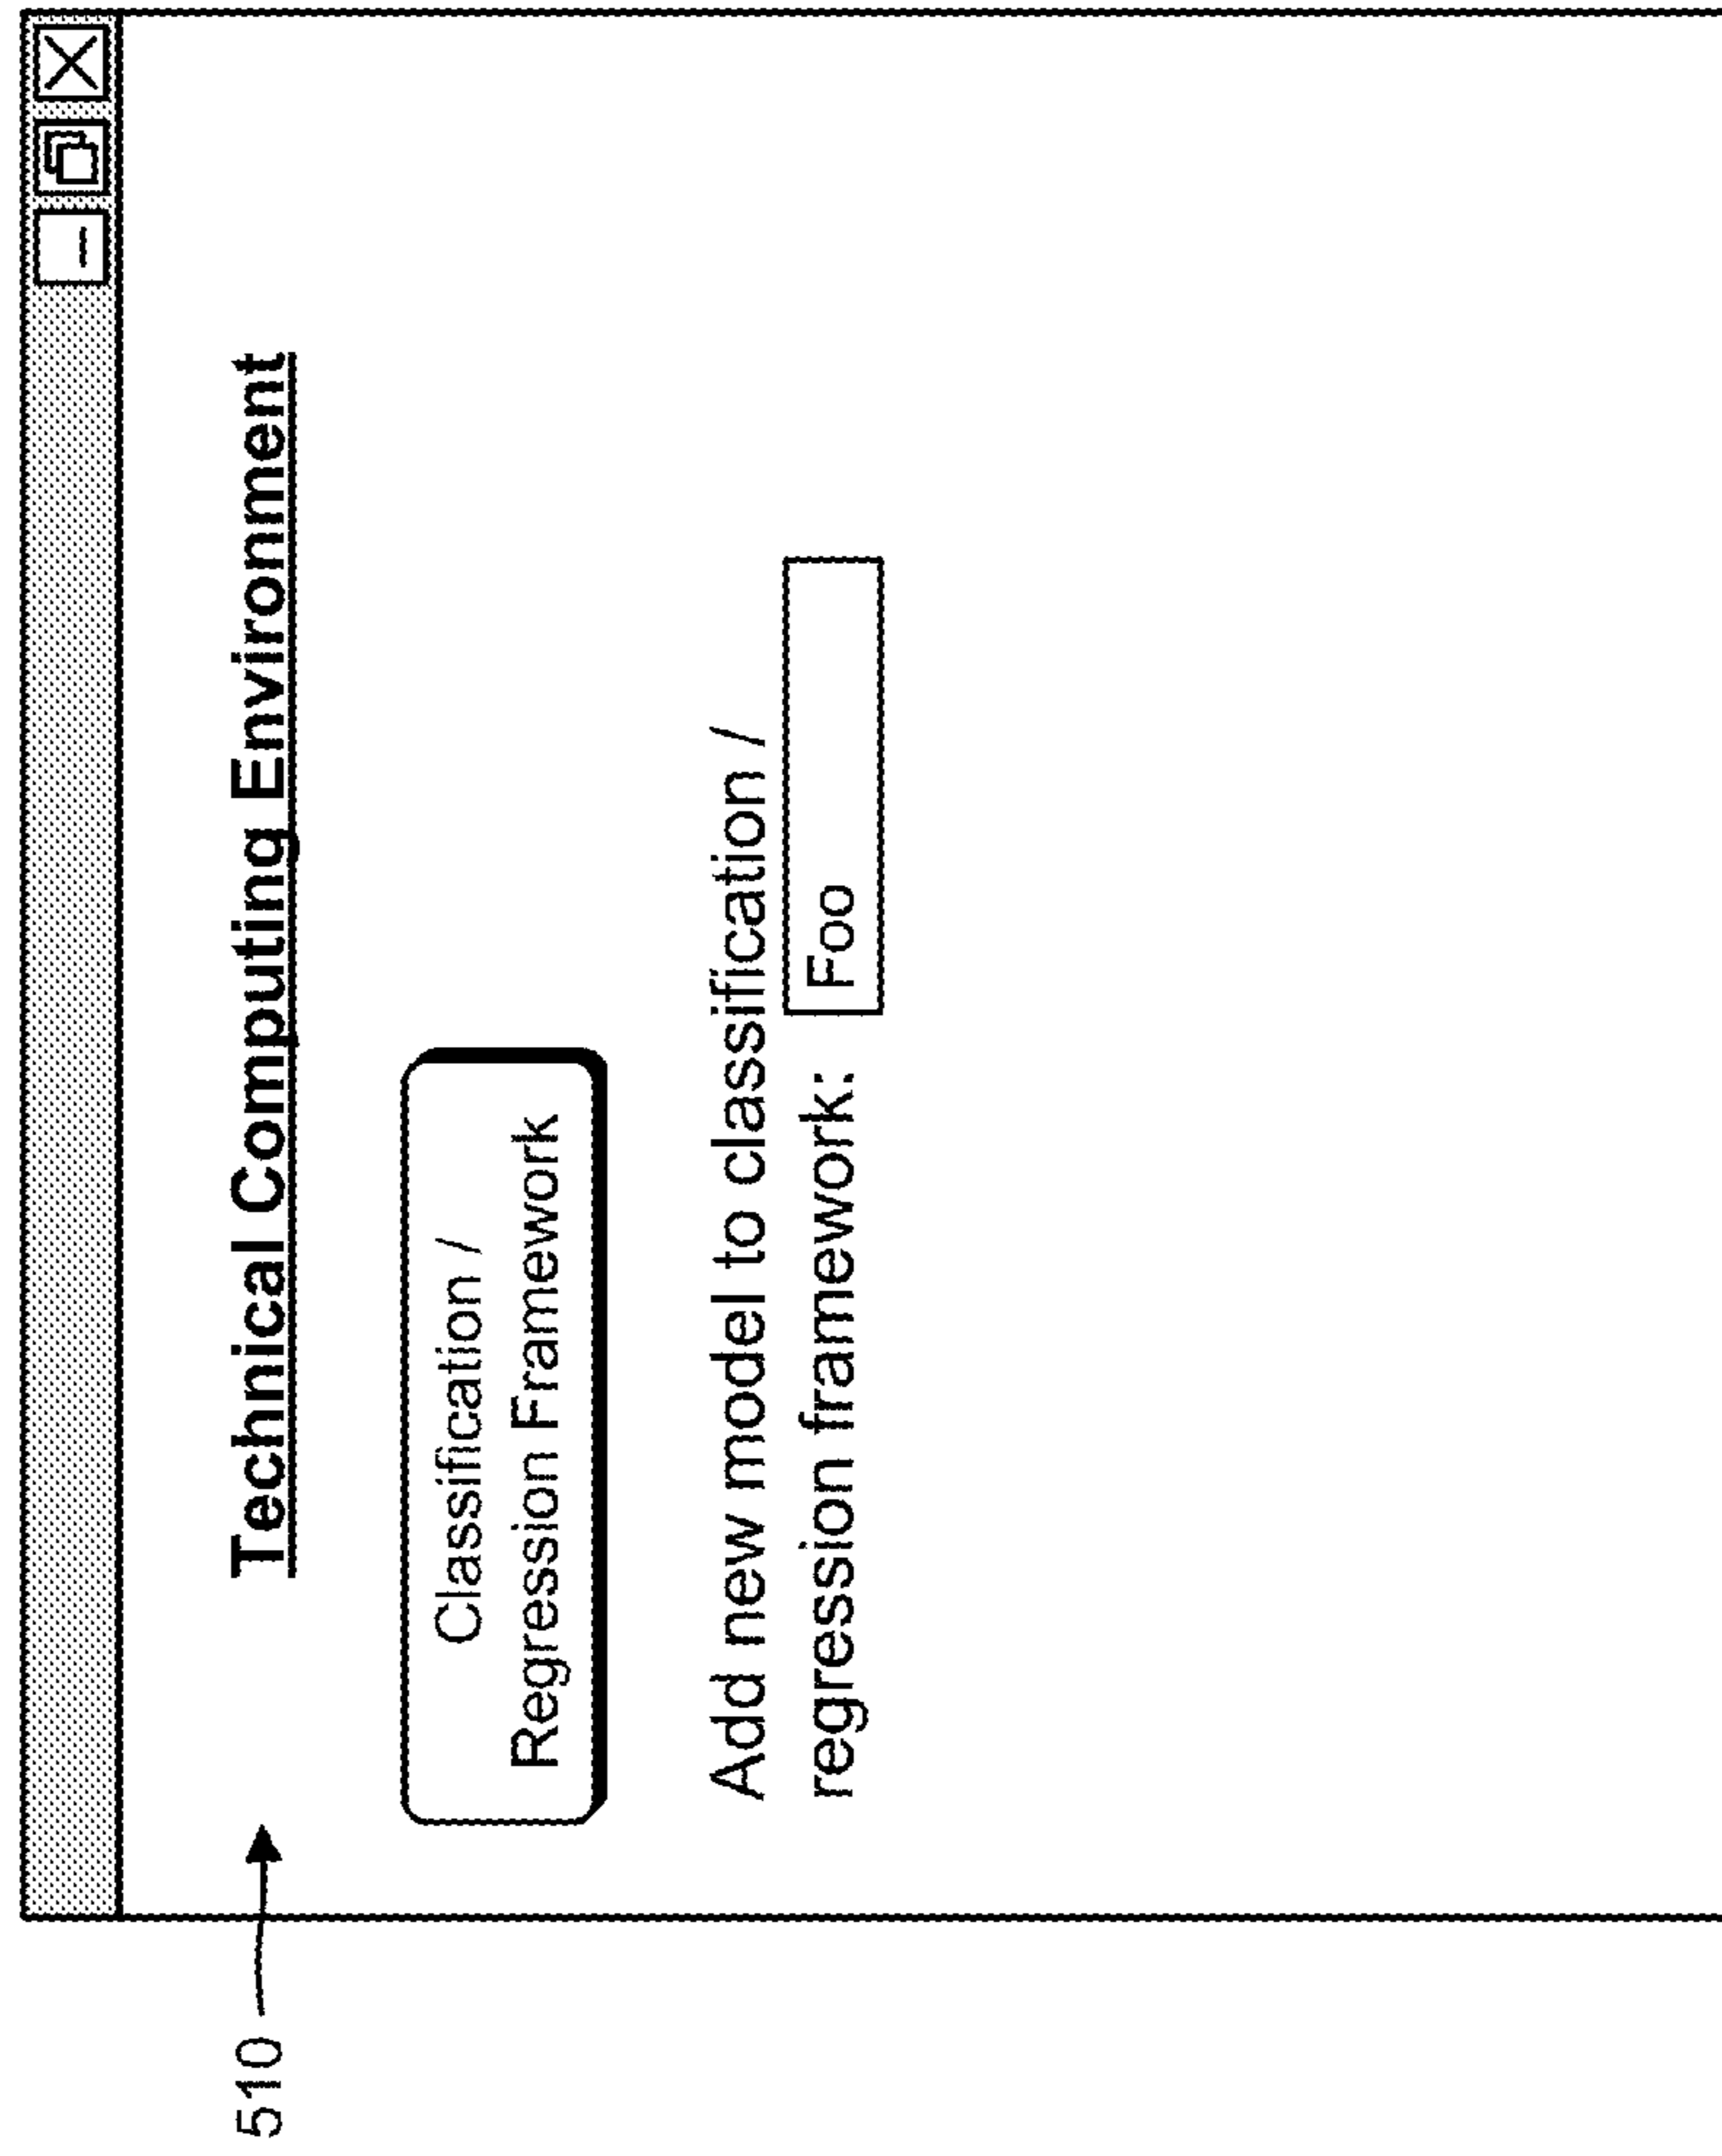 510
Technical Computing Environment
Classification /
Regression Framework
Add new model to classification /
regression framework: Foo